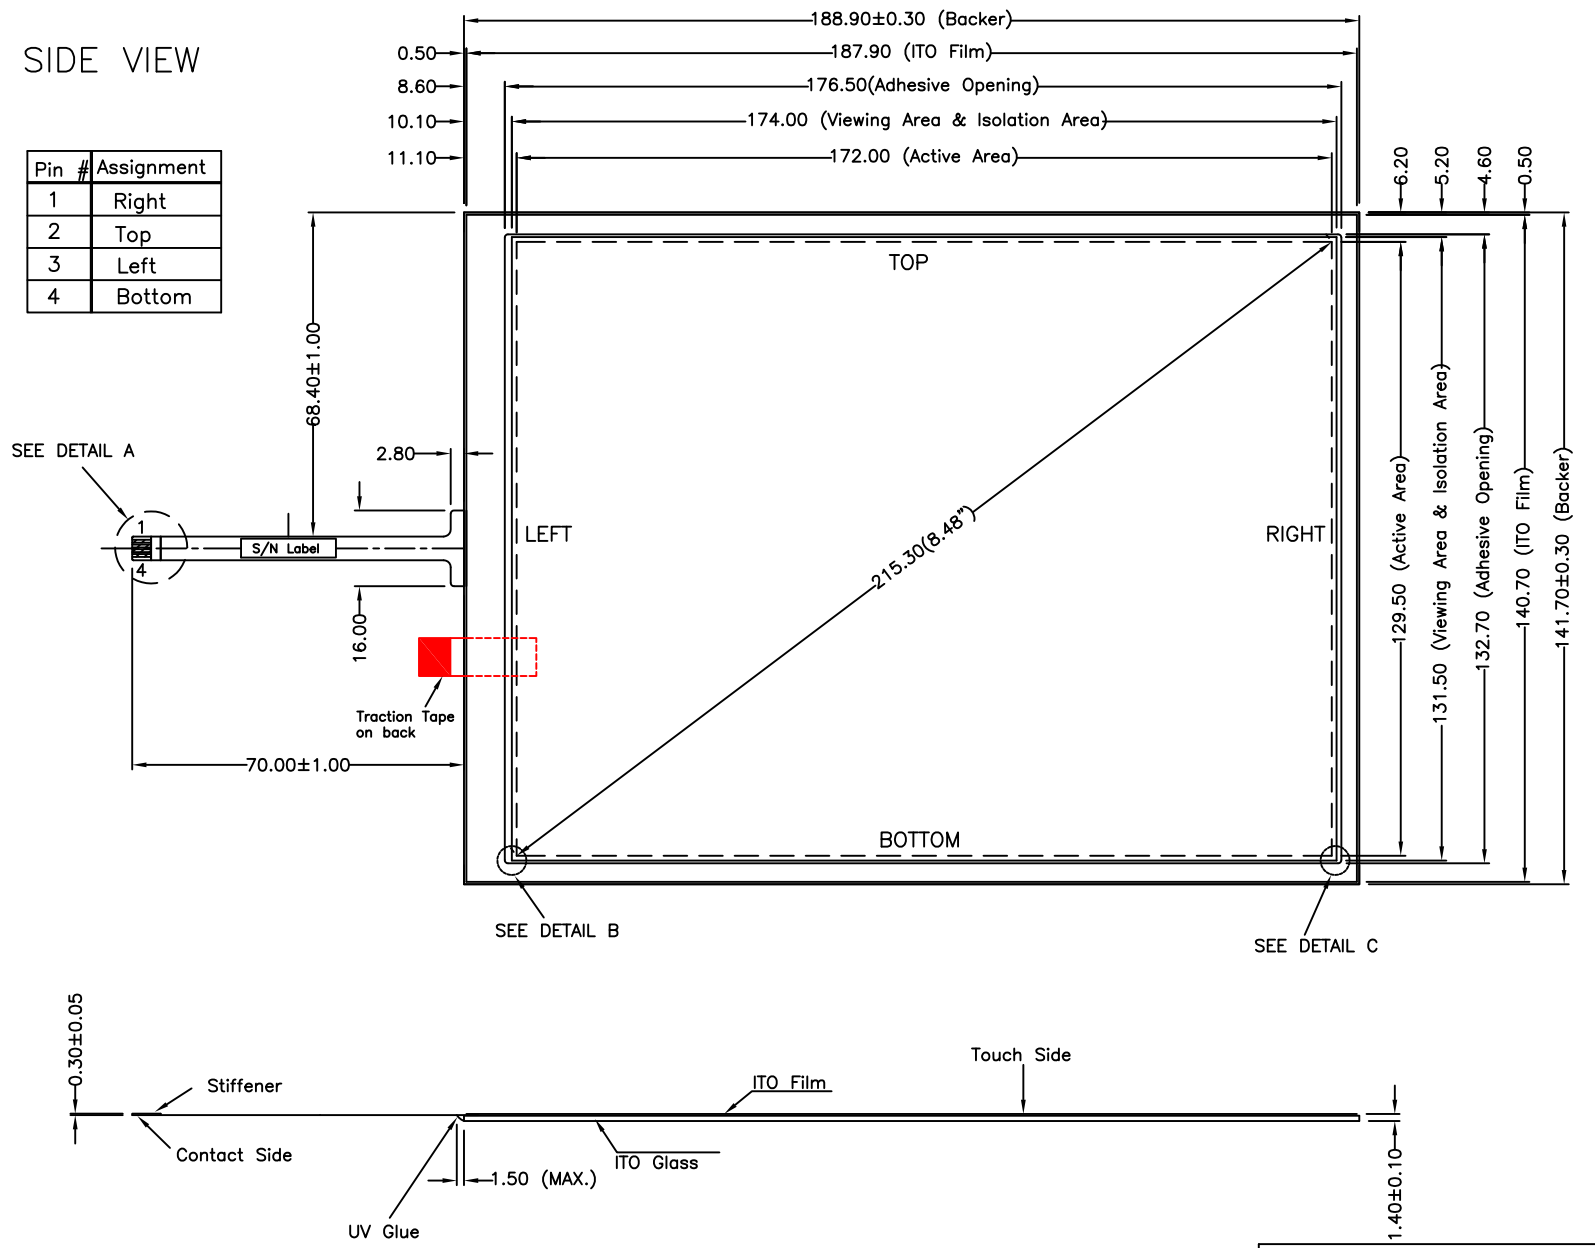 SIDE VIEW
188.90±0.30 (Backer)
0.50
187.90 (ITO Film)
8.60
176.50(Adhesive Opening)
10.10
174.00 (Viewing Area & Isolation Area)
11.10
172.00 (Active Area)
6.20
5.20
4.60
0.50
Pin # Assignment
1 Right
2 Top
3 Left
4 Bottom
TOP
68.40±1.00
SEE DETAIL A
2.80
1
4
S/N Label
LEFT
RIGHT
215.30(8.48")
16.00
129.50 (Active Area)
131.50 (Viewing Area & Isolation Area)
132.70 (Adhesive Opening)
140.70 (ITO Film)
141.70±0.30 (Backer)
Traction Tape
on back
70.00±1.00
BOTTOM
SEE DETAIL B
SEE DETAIL C
0.30±0.05
Stiffener
Contact Side
ITO Film
Touch Side
ITO Glass
1.50 (MAX.)
UV Glue
1.40±0.10